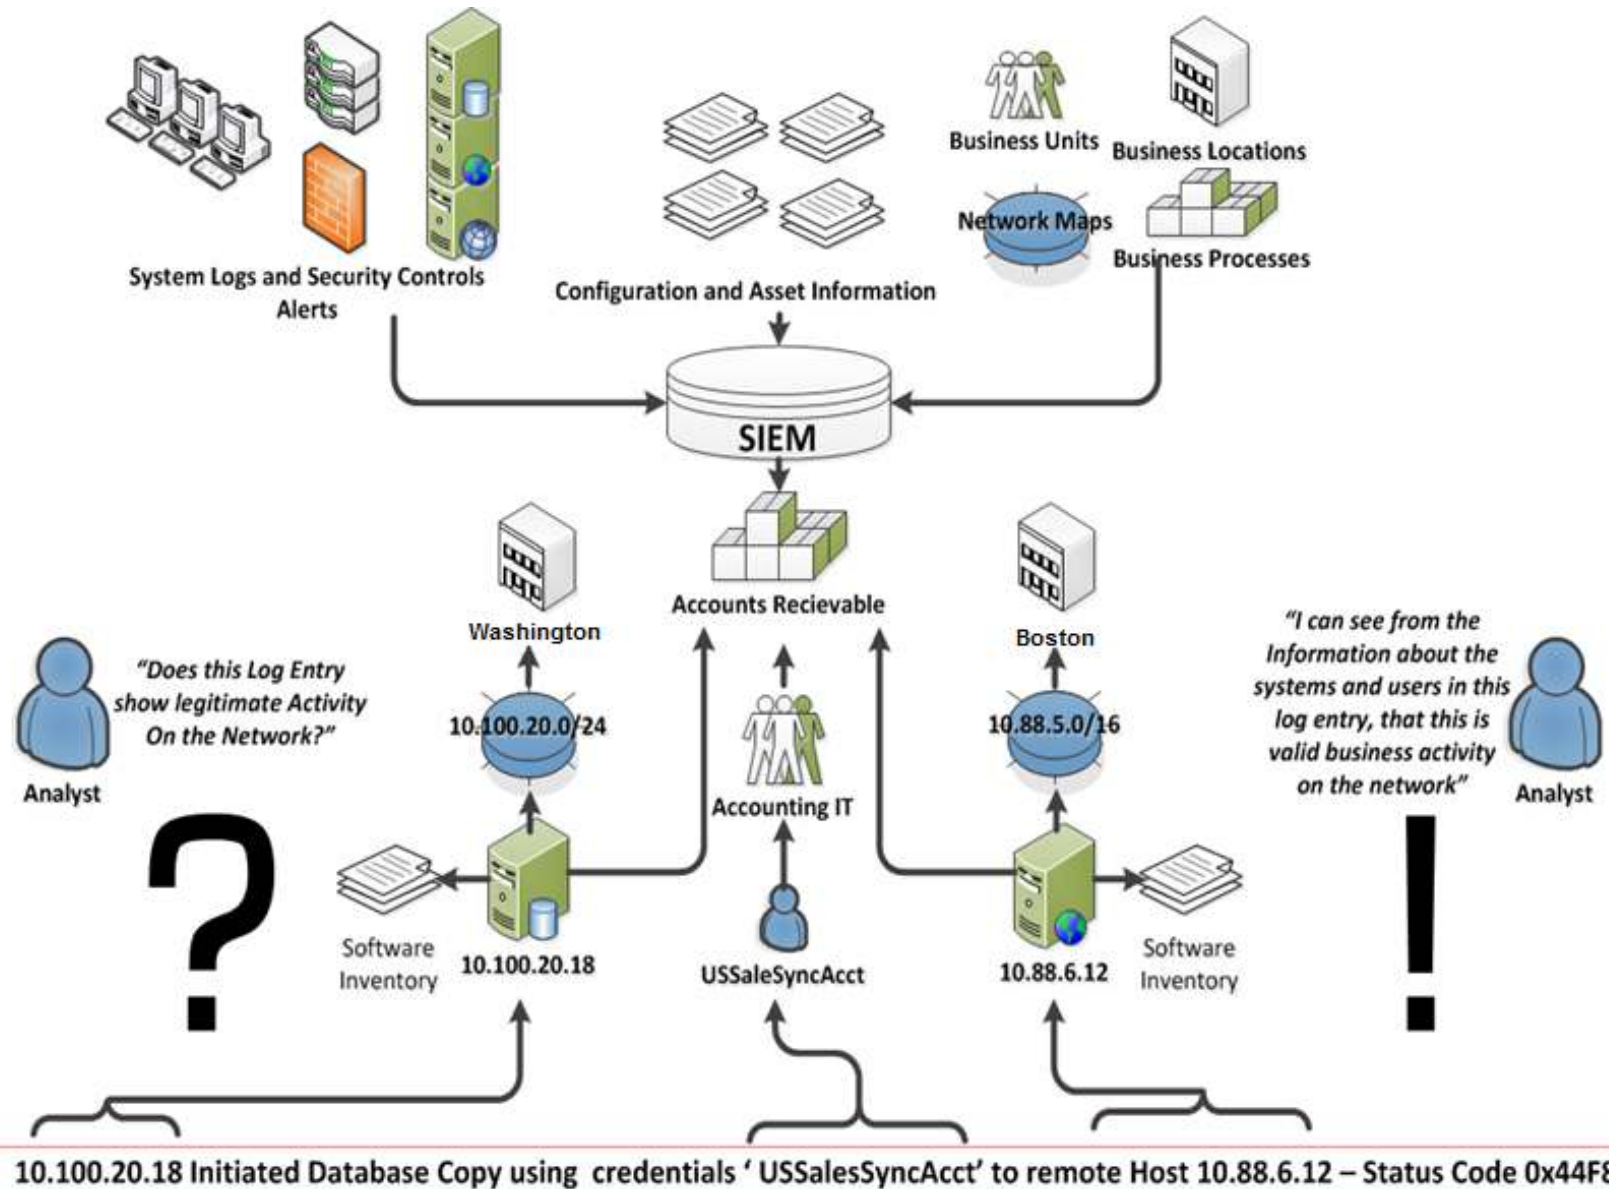 Business Units
Business Locations
Network Maps
Business Processes
System Logs and Security Controls
Alerts
Configuration and Asset Information
SIEM
Accounts Recievable
Washington
Boston
"Does this Log Entry
show legitimate Activity
On the Network?"
Analyst
"I can see from the
Information about the
systems and users in this
log entry, that this is
valid business activity
on the network"
Analyst
10.100.20.0/24
10.88.5.0/16
Accounting IT
Software
Inventory
10.100.20.18
USSaleSyncAcct
10.88.6.12
Software
Inventory
?
!
10.100.20.18 Initiated Database Copy using credentials ' USSalesSyncAcct' to remote Host 10.88.6.12 – Status Code 0x44F8